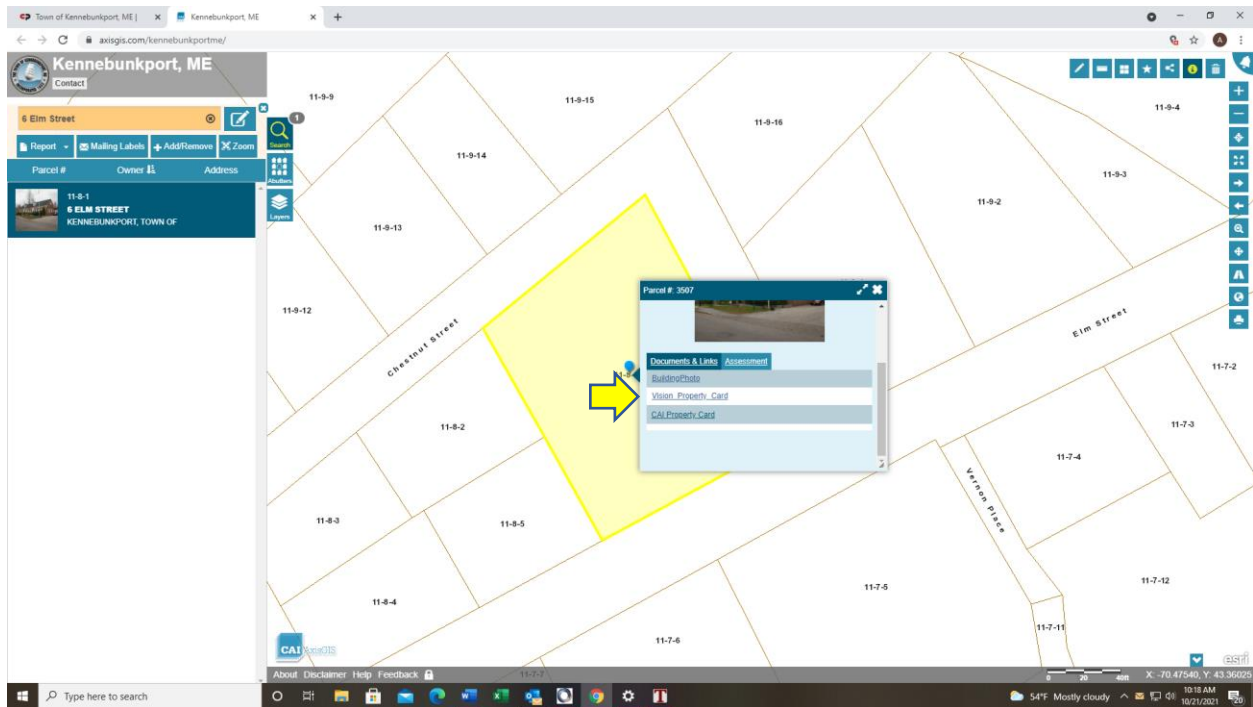 Town of Kennebunkport, ME |
Kennebunkport, ME
axisgis.com/kennebunkportme/
A
Kennebunkport, ME
Contact
6 Elm Street
Report
Mailing Labels
Add/Remove
Zoom
Parcel # Owner Address
11-8-1
6 ELM STREET
KENNEBUNKPORT, TOWN OF
1
Search
Abutters
Layers
11-9-9
11-9-15
11-9-16
11-9-4
11-9-14
11-9-3
11-9-2
11-9-13
11-9-12
Chestnut Street
Elm Street
11-7-2
11-8-2
11-7-3
11-7-4
Vernon Place
11-8-3
11-8-5
11-7-5
11-7-12
11-8-4
11-7-11
11-7-6
11-7-7
Parcel #: 3507
Documents & Links Assessment
BuildingPhoto
Vision_Property_Card
CAI Property Card
CAI AxisGIS
esri
About Disclaimer Help Feedback
0 20 40ft
X: -70.47540, Y: 43.36025
Type here to search
54°F Mostly cloudy
10:18 AM
10/21/2021
20